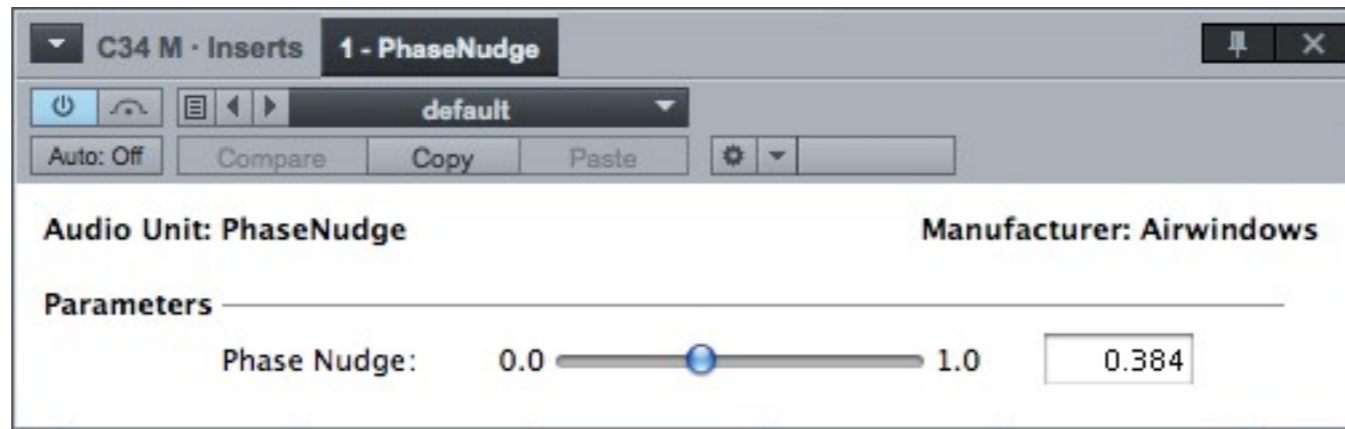 C34 M · Inserts 1 - PhaseNudge
default
Auto: Off Compare Copy Paste
Audio Unit: PhaseNudge Manufacturer: Airwindows
Parameters
Phase Nudge: 0.0 1.0 0.384